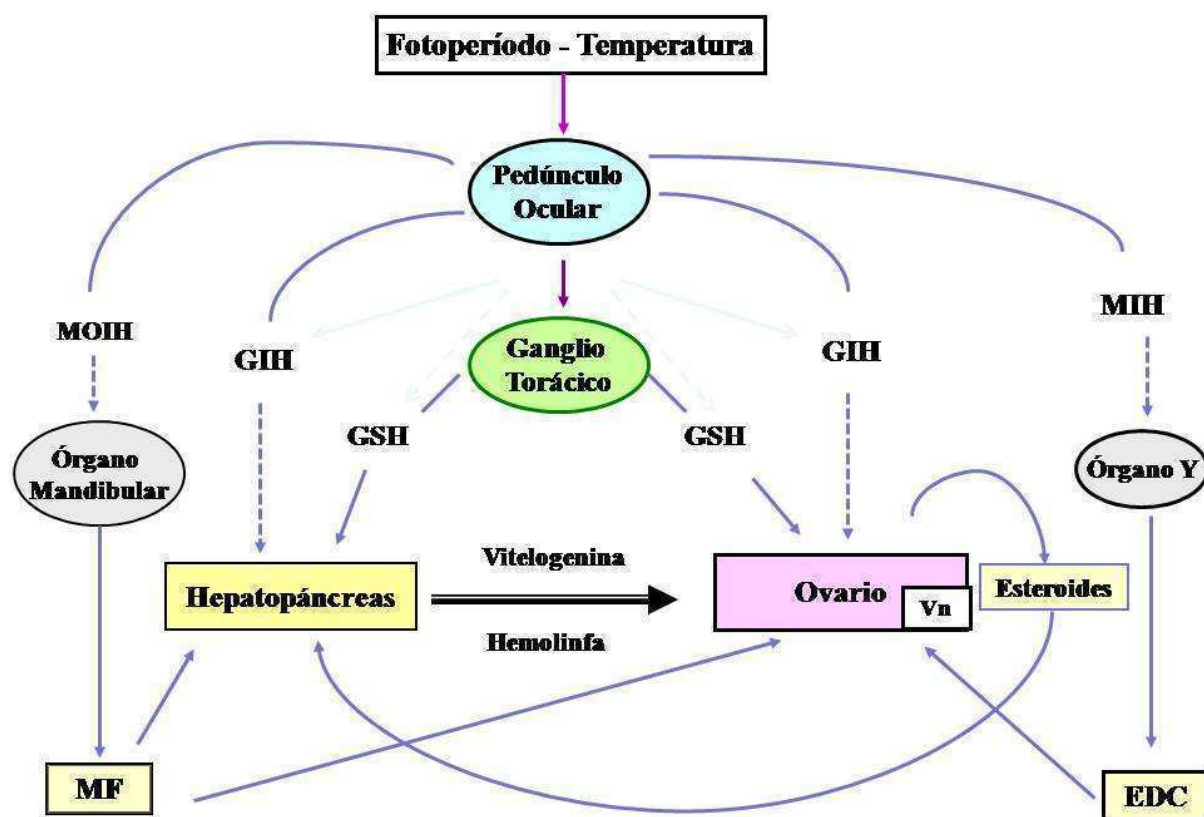 Fotoperíodo - Temperatura
Pedúnculo
Ocular
MOIH
GIH
Ganglio
Torácico
GIH
MIH
GSH
GSH
Órgano
Mandibular
Órgano Y
Vitelogenina
Hepatopáncreas
Ovario
Vn
Esteroides
Hemolinfa
MF
EDC